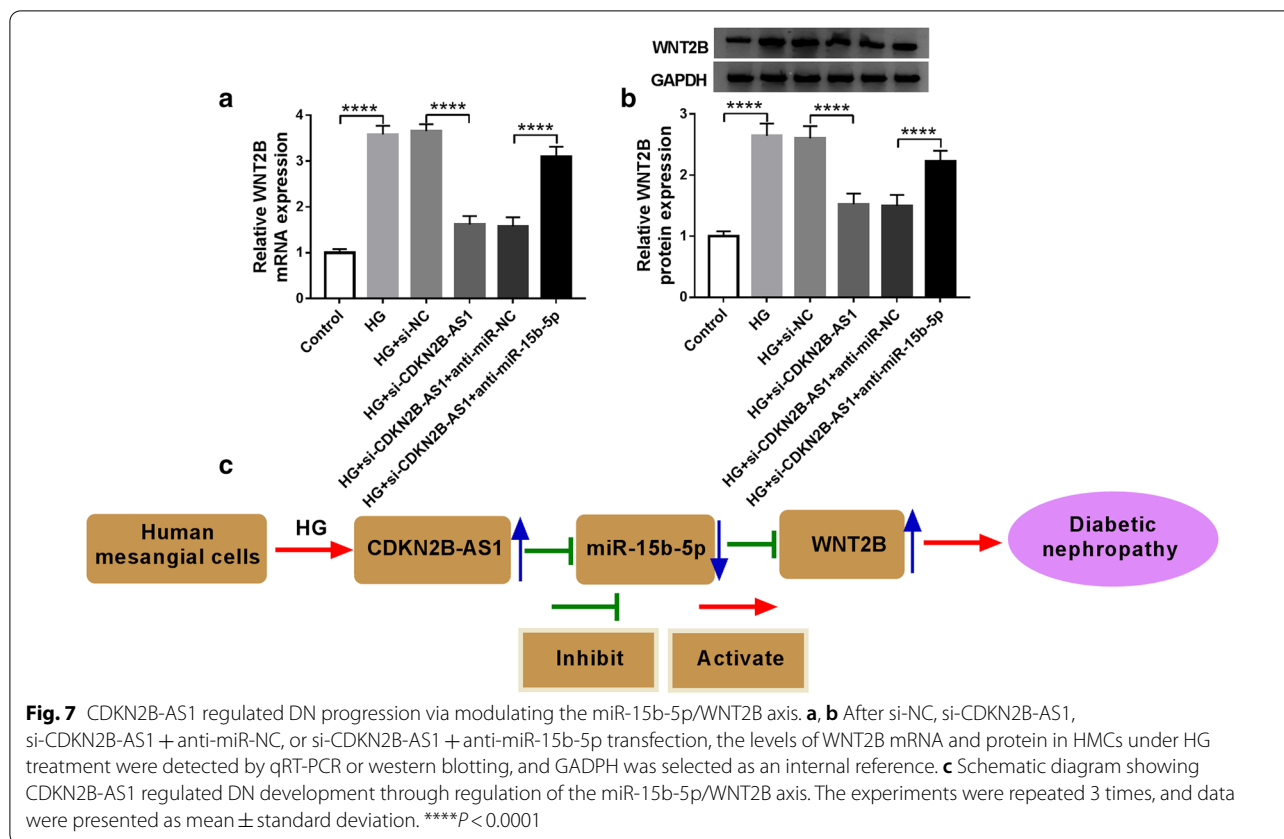 WNT2B
GAPDH
a
Relative WNT2B
mRNA expression
4
3
2
1
0
****
****
****
Control
HG
HG+si-NC
HG+si-CDKN2B-AS1
HG+si-CDKN2B-AS1+anti-miR-NC
HG+si-CDKN2B-AS1+anti-miR-15b-5p
b
Relative WNT2B
protein expression
3
2
1
0
****
****
****
Control
HG
HG+si-NC
HG+si-CDKN2B-AS1
HG+si-CDKN2B-AS1+anti-miR-NC
HG+si-CDKN2B-AS1+anti-miR-15b-5p
c
Human
mesangial cells
HG
CDKN2B-AS1
miR-15b-5p
WNT2B
Diabetic
nephropathy
Inhibit
Activate
Fig. 7 CDKN2B-AS1 regulated DN progression via modulating the miR-15b-5p/WNT2B axis. a, b After si-NC, si-CDKN2B-AS1,
si-CDKN2B-AS1 + anti-miR-NC, or si-CDKN2B-AS1 + anti-miR-15b-5p transfection, the levels of WNT2B mRNA and protein in HMCs under HG
treatment were detected by qRT-PCR or western blotting, and GADPH was selected as an internal reference. c Schematic diagram showing
CDKN2B-AS1 regulated DN development through regulation of the miR-15b-5p/WNT2B axis. The experiments were repeated 3 times, and data
were presented as mean ± standard deviation. ****P < 0.0001